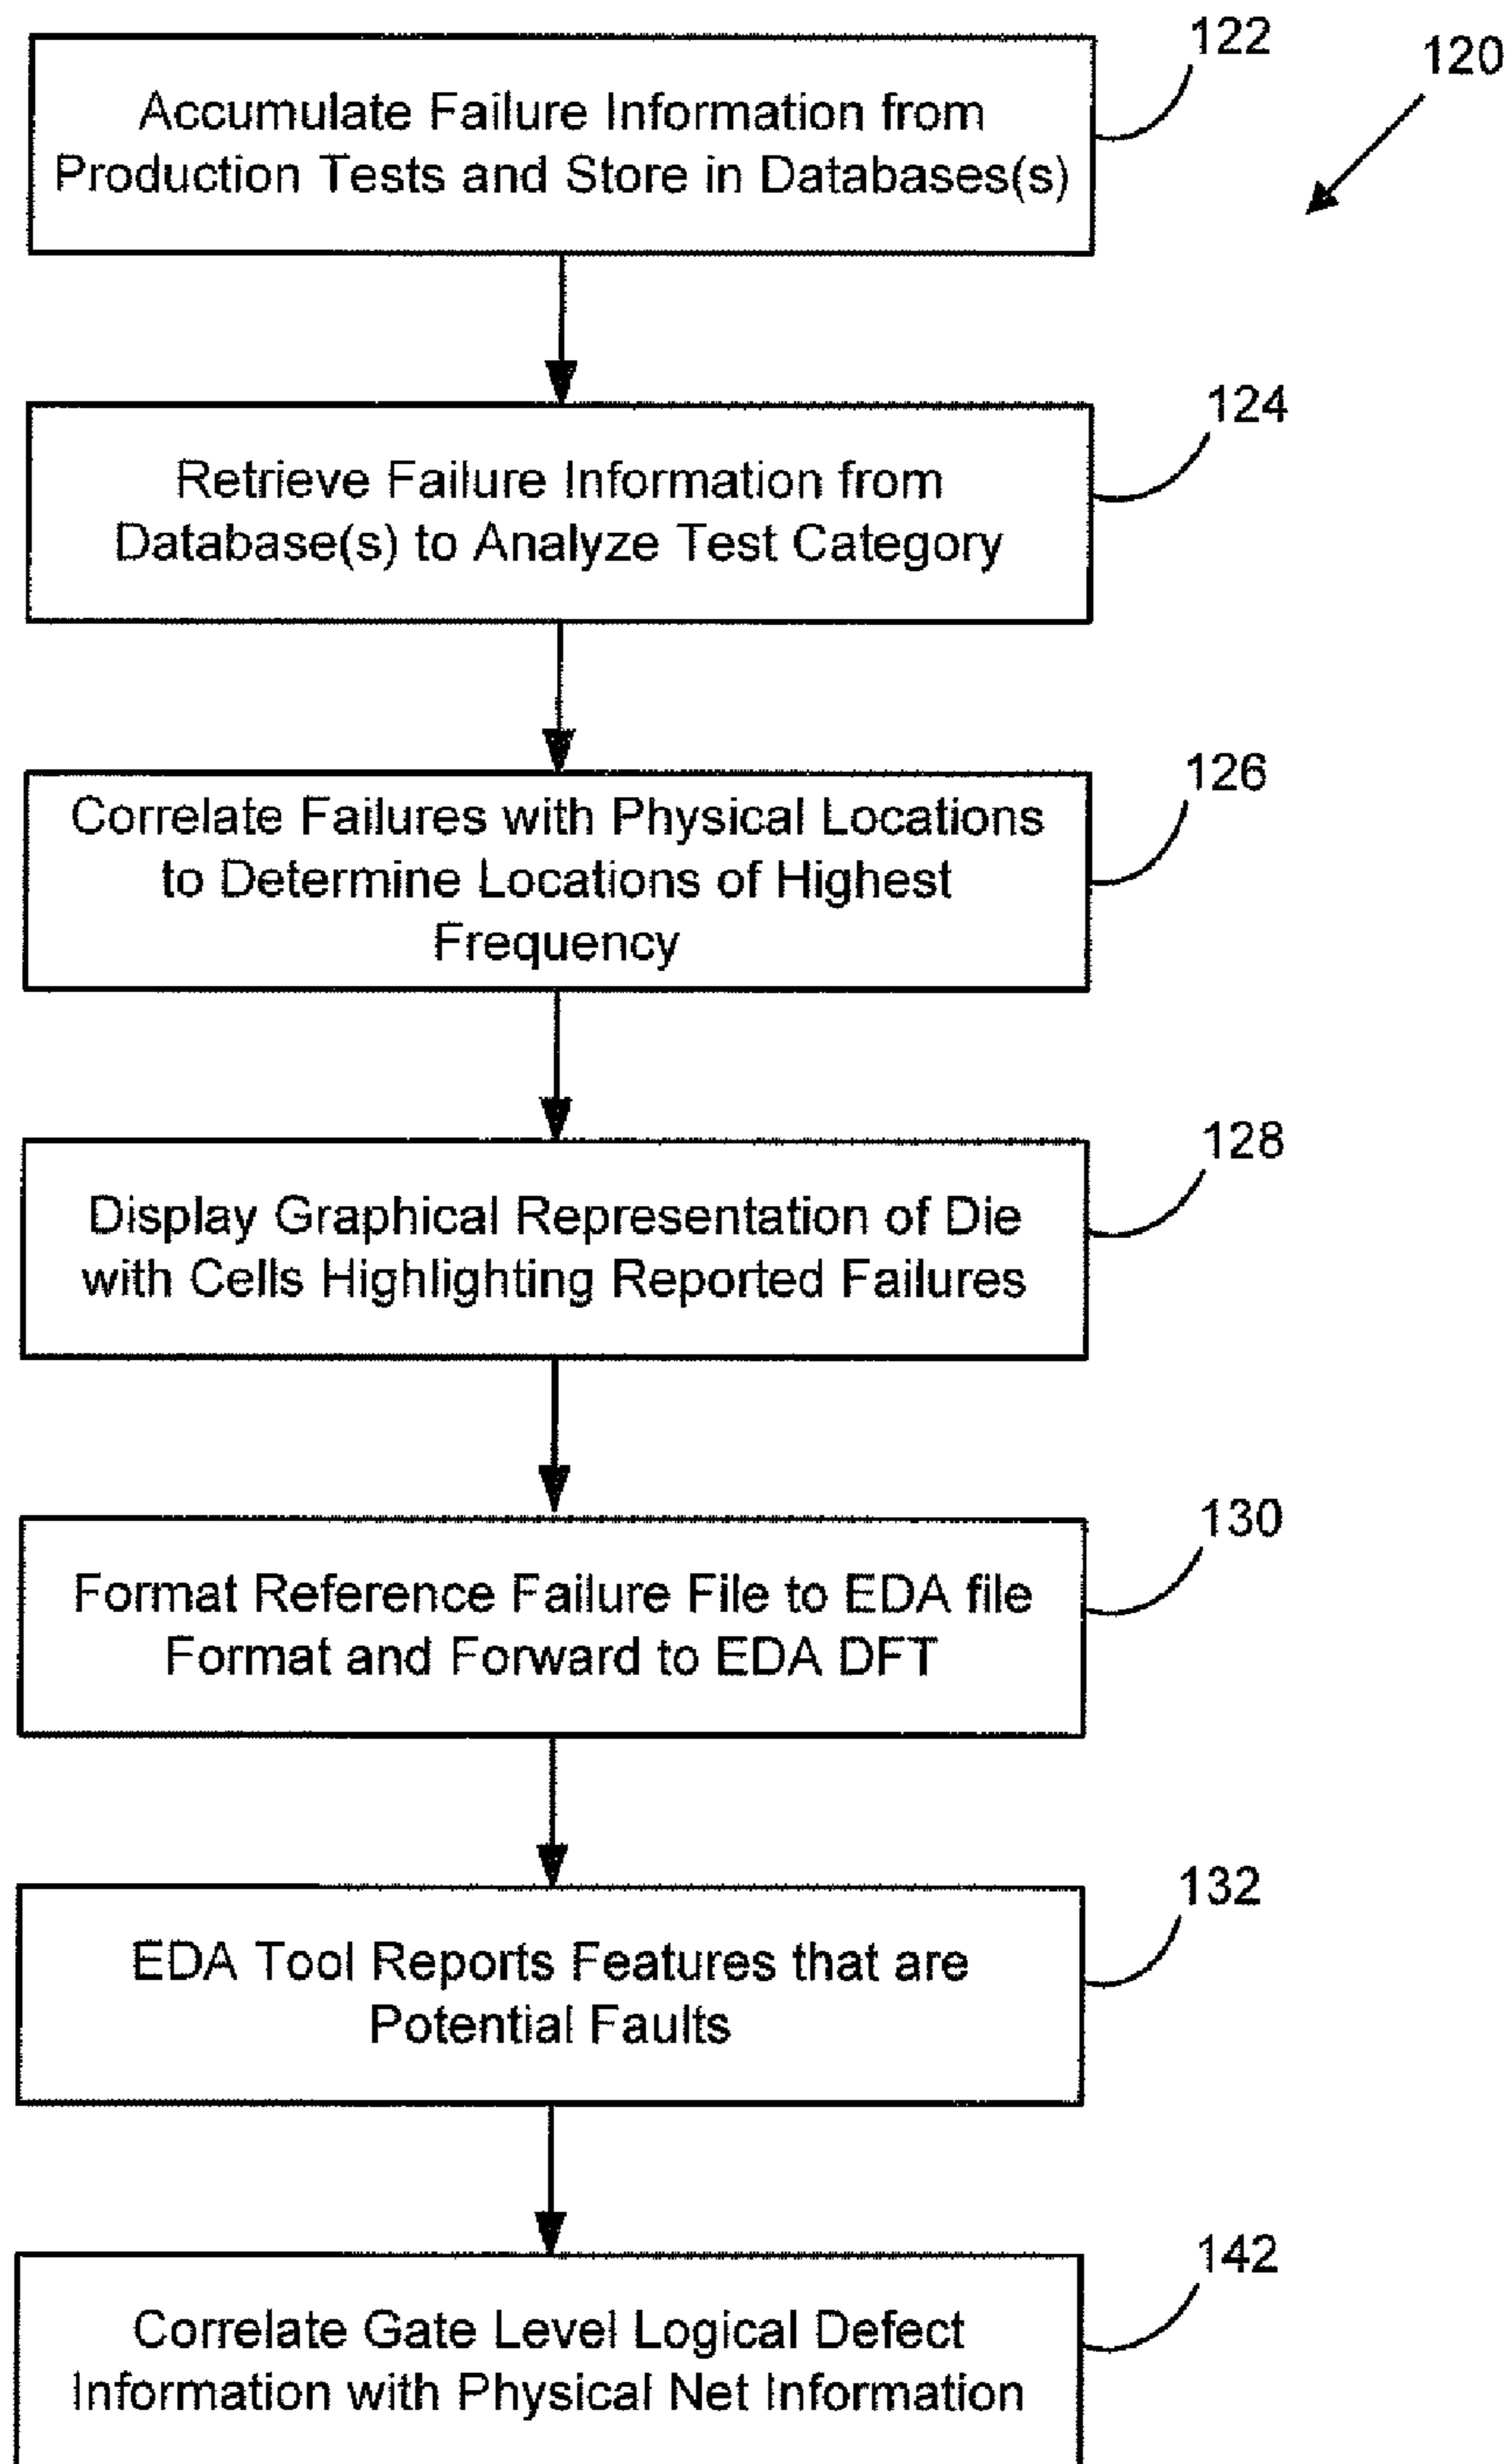 120
122
Accumulate Failure Information from
Production Tests and Store in Databases(s)
124
Retrieve Failure Information from
Database(s) to Analyze Test Category
126
Correlate Failures with Physical Locations
to Determine Locations of Highest
Frequency
128
Display Graphical Representation of Die
with Cells Highlighting Reported Failures
130
Format Reference Failure File to EDA file
Format and Forward to EDA DFT
132
EDA Tool Reports Features that are
Potential Faults
142
Correlate Gate Level Logical Defect
Information with Physical Net Information